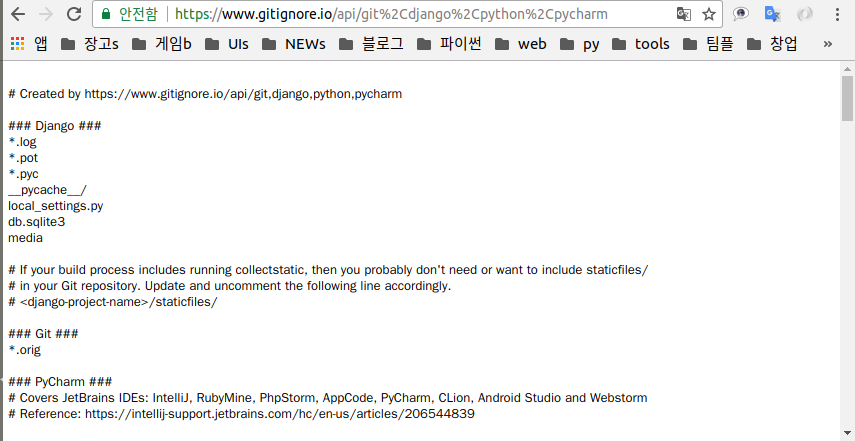 안전함 https://www.gitignore.io/api/git%2Cdjango%2Cpython%2Cpycharm
앱 장고s 게임b UIs NEWs 블로그 파이썬 web py tools 팀플 창업 »
# Created by https://www.gitignore.io/api/git,django,python,pycharm
### Django ###
*.log
*.pot
*.pyc
__pycache__/
local_settings.py
db.sqlite3
media
# If your build process includes running collectstatic, then you probably don't need or want to include staticfiles/
# in your Git repository. Update and uncomment the following line accordingly.
# <django-project-name>/staticfiles/
### Git ###
*.orig
### PyCharm ###
# Covers JetBrains IDEs: IntelliJ, RubyMine, PhpStorm, AppCode, PyCharm, CLion, Android Studio and Webstorm
# Reference: https://intellij-support.jetbrains.com/hc/en-us/articles/206544839